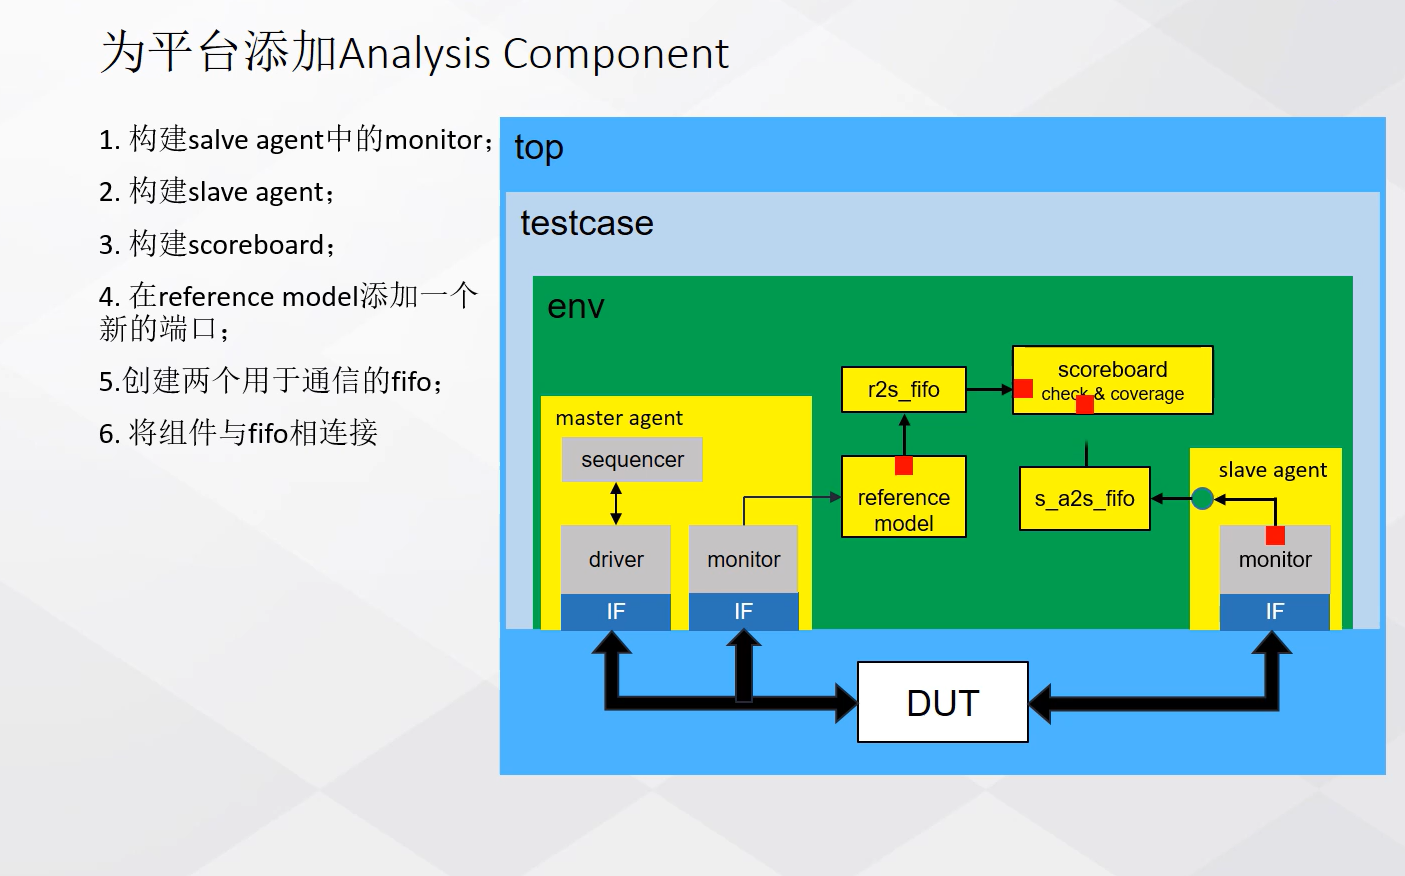 为平台添加Analysis Component
1. 构建salve agent中的monitor；
2. 构建slave agent；
3. 构建scoreboard；
4. 在reference model添加一个
新的端口；
5.创建两个用于通信的fifo；
6. 将组件与fifo相连接
top
testcase
env
scoreboard
check & coverage
r2s_fifo
master agent
sequencer
slave agent
reference
model
s_a2s_fifo
driver
monitor
monitor
IF
IF
IF
DUT